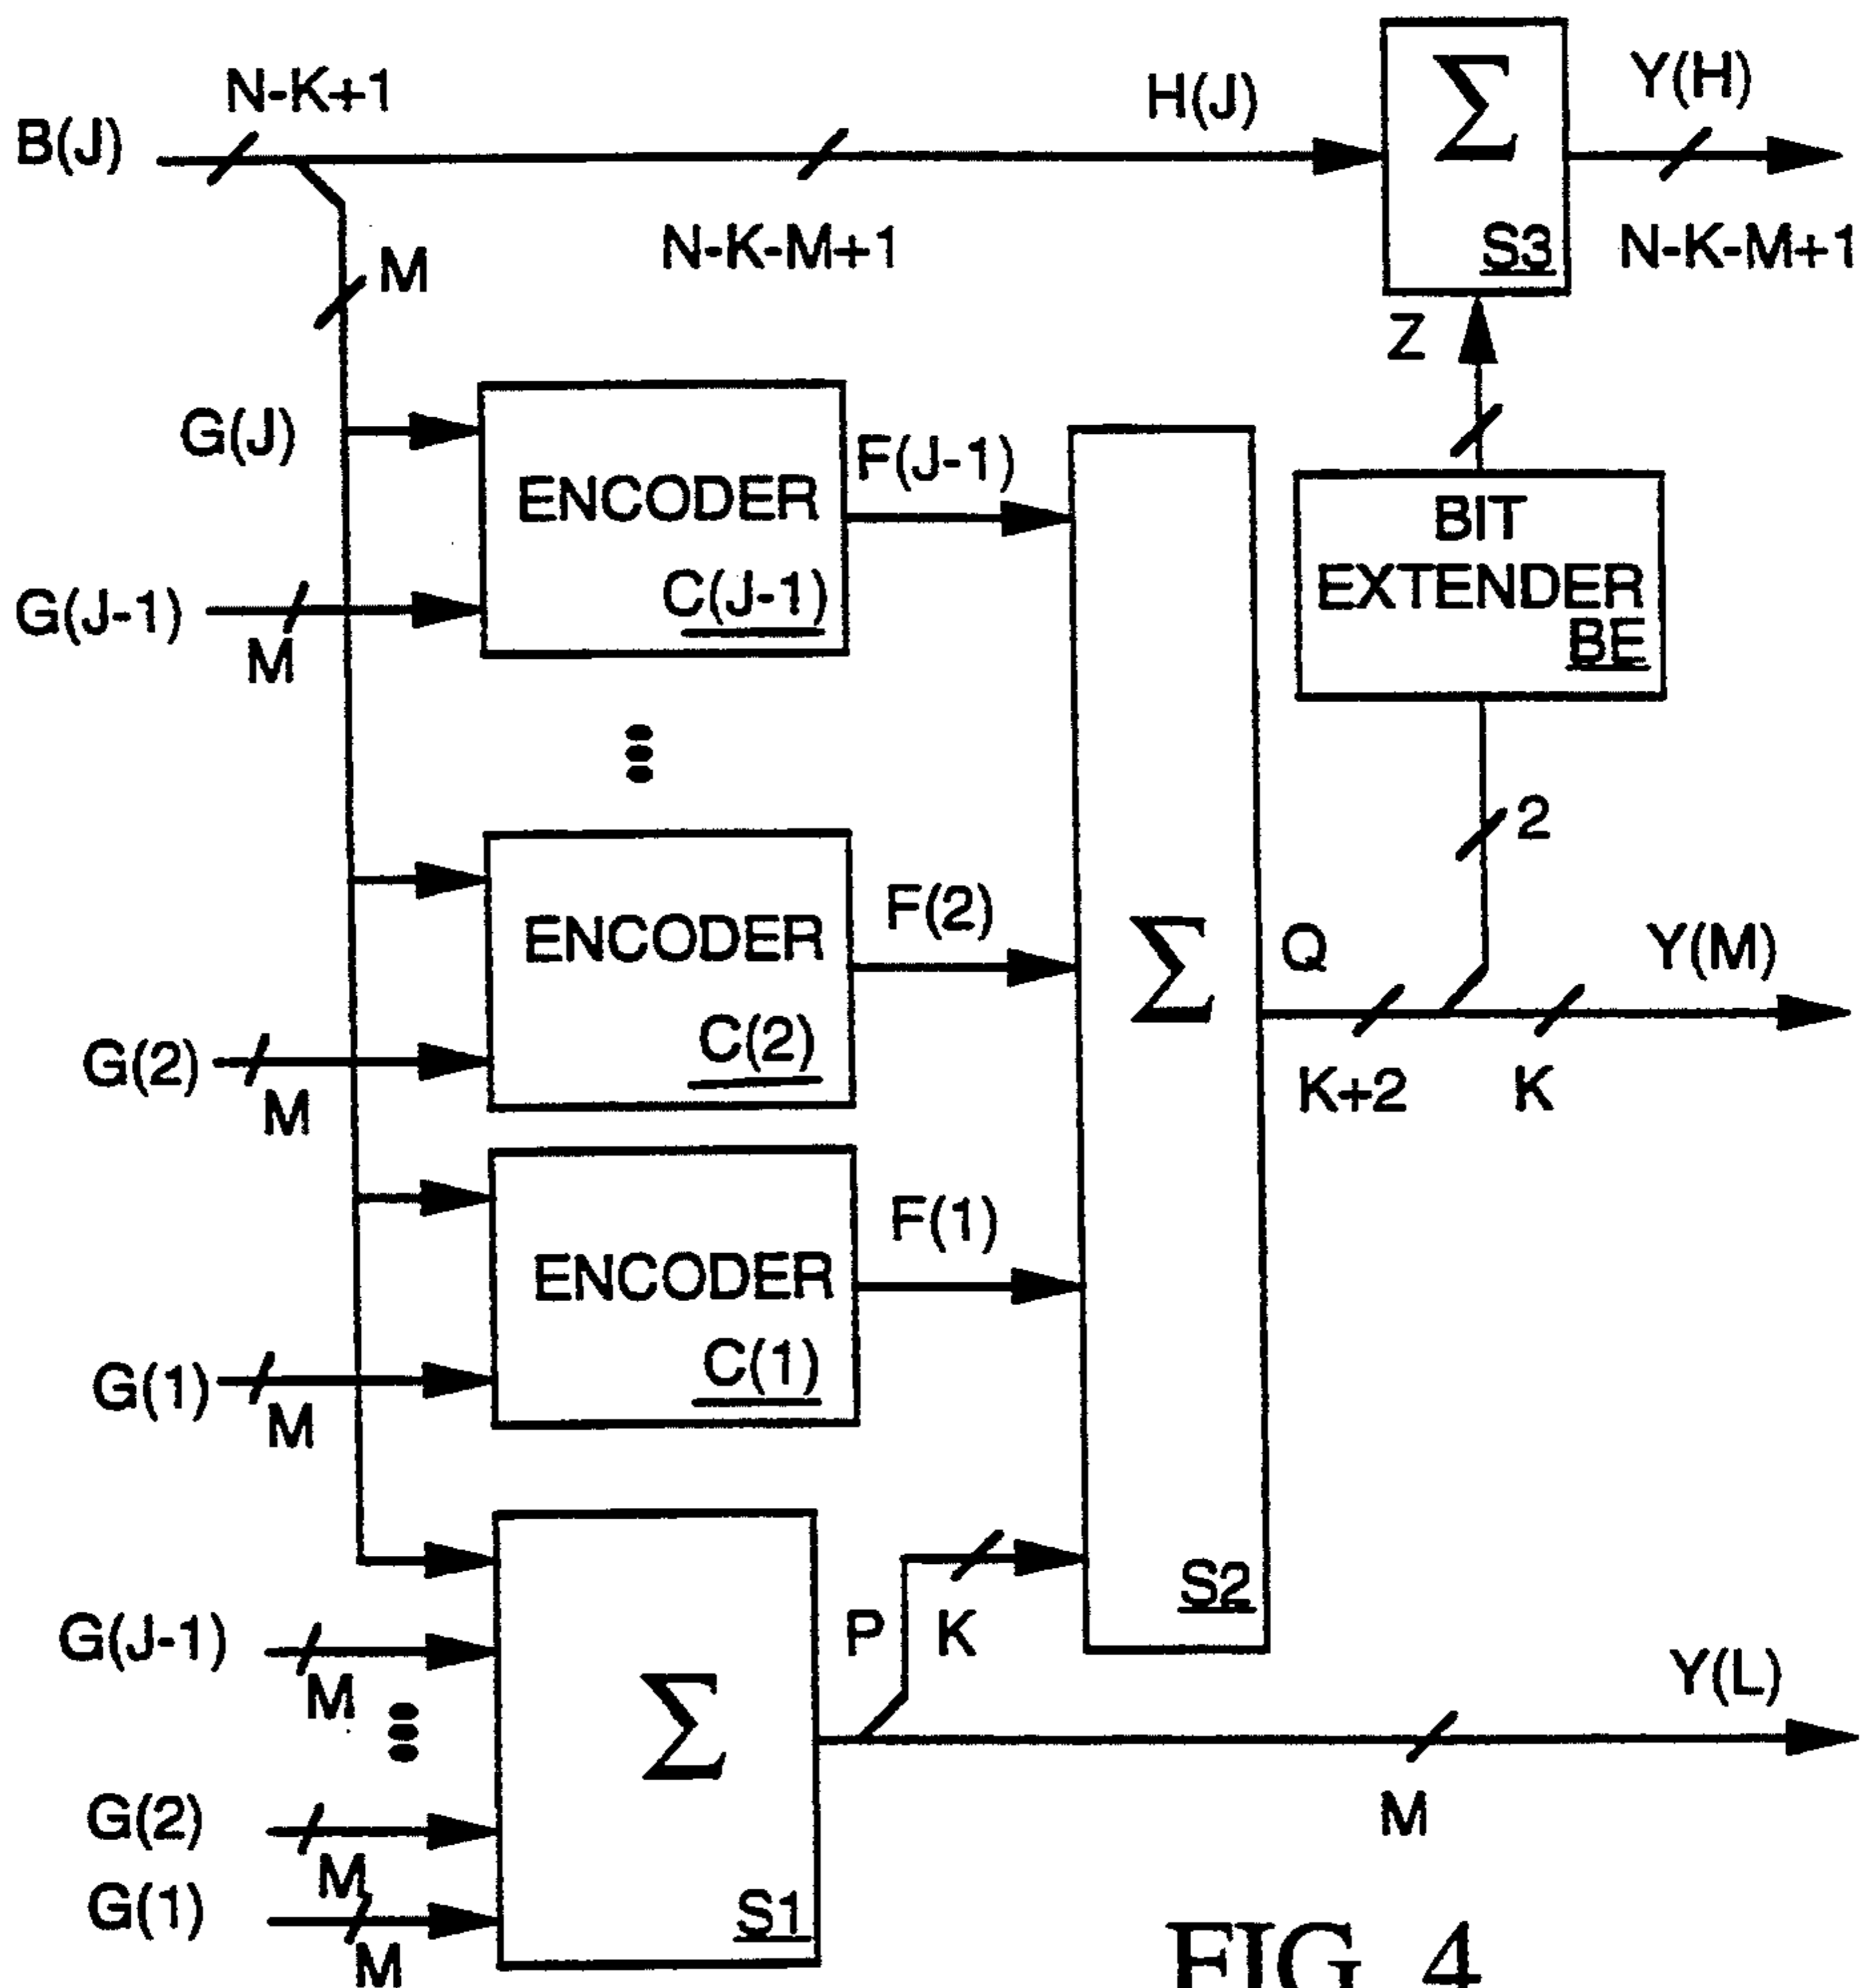 B(J)
N-K+1
H(J)
Σ
S3
Y(H)
N-K-M+1
N-K-M+1
M
Z
G(J)
ENCODER
C(J-1)
F(J-1)
G(J-1)
M
BIT
EXTENDER
BE
2
ENCODER
C(2)
F(2)
G(2)
M
Σ
S2
Q
K+2
K
Y(M)
ENCODER
C(1)
F(1)
G(1)
M
P
K
G(J-1)
M
Σ
S1
G(2)
M
G(1)
M
Y(L)
M
FIG. 4